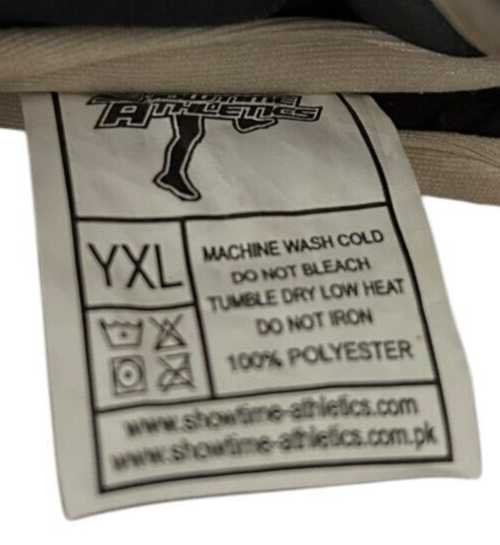 SHOWTIME
ATHLETICS
YXL
MACHINE WASH COLD
DO NOT BLEACH
TUMBLE DRY LOW HEAT
DO NOT IRON
100% POLYESTER
www.showtime-athletics.com
www.showtime-athletics.com.pk